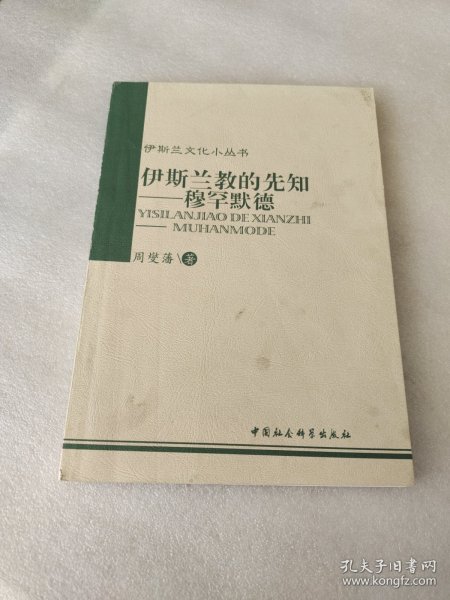 伊斯兰文化小丛书
伊斯兰教的先知
——穆罕默德
YISILANJIAO DE XIANZHI
—— MUHANMODE
周燮藩\著
中国社会科学出版社
孔夫子旧书网
www.kongfz.com